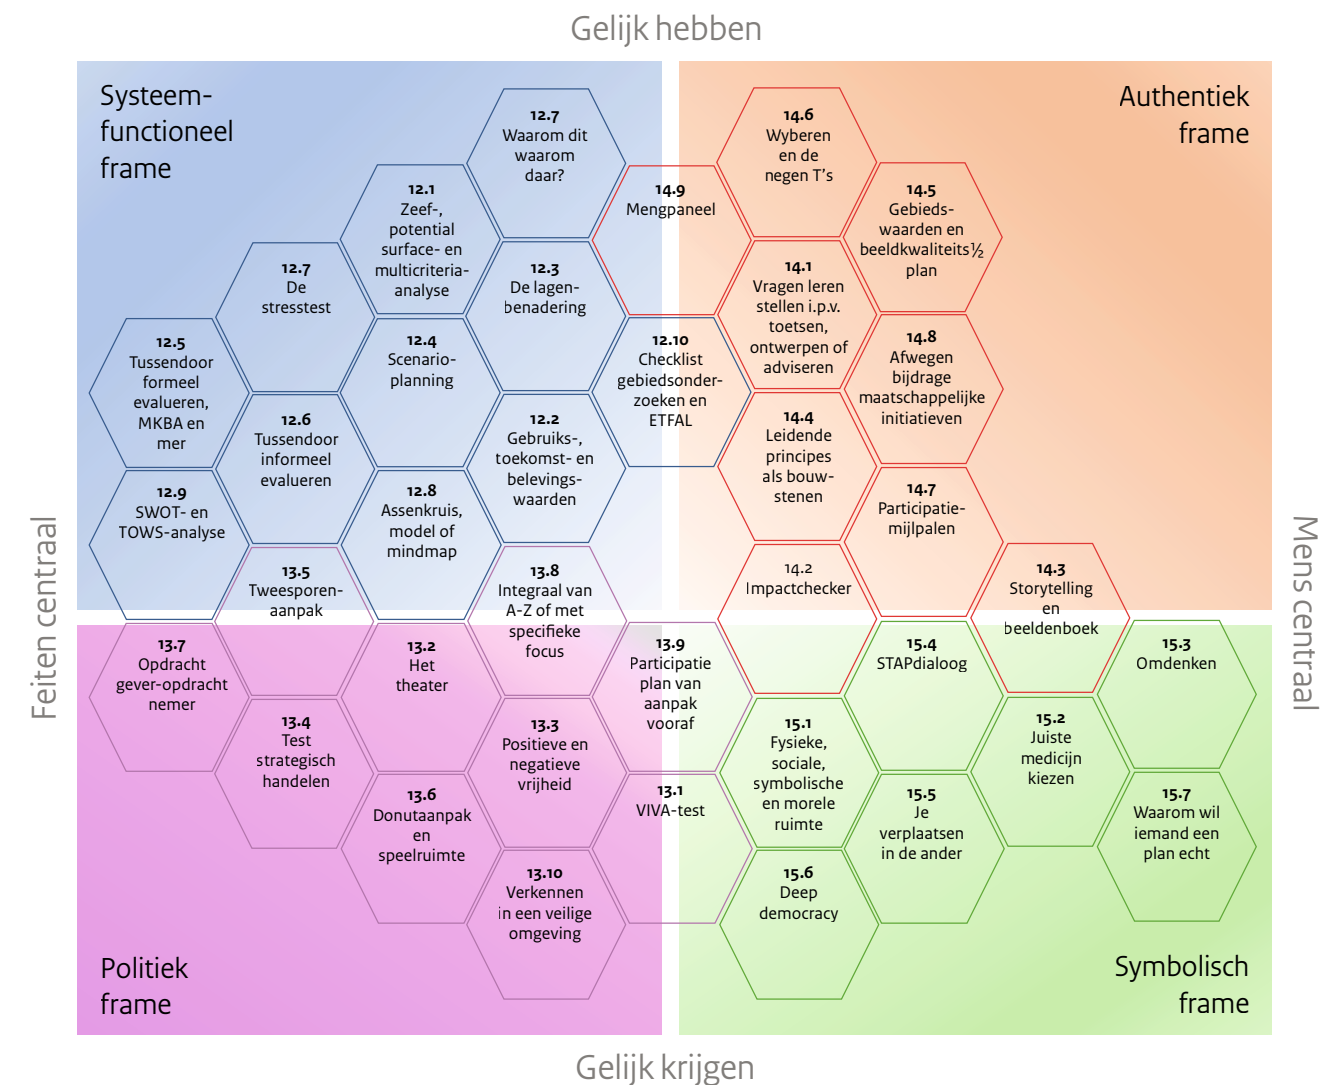 Gelijk hebben
Systeem-
functioneel
frame
Authentiek
frame
12.7
Waarom dit
waarom
daar?
14.6
Wyberen
en de
negen T's
12.1
Zeef-,
potential
surface- en
multicriteria-
analyse
14.9
Mengpaneel
14.5
Gebieds-
waarden en
beeldkwaliteits½
plan
12.7
De
stresstest
12.3
De lagen-
benadering
14.1
Vragen leren
stellen i.p.v.
toetsen,
ontwerpen of
adviseren
12.5
Tussendoor
formeel
evalueren,
MKBA en
mer
12.4
Scenario-
planning
12.10
Checklist
gebiedsonder-
zoeken en
ETFAL
14.8
Afwegen
bijdrage
maatschappelijke
initiatieven
12.6
Tussendoor
informeel
evalueren
12.2
Gebruiks-,
toekomst- en
belevings-
waarden
14.4
Leidende
principes
als bouw-
stenen
12.9
SWOT- en
TOWS-analyse
12.8
Assenkruis,
model of
mindmap
14.7
Participatie-
mijlpalen
13.5
Tweesporen-
aanpak
13.8
Integraal van
A-Z of met
specifieke
focus
14.2
Impactchecker
14.3
Storytelling
en
beeldenboek
Feiten centraal
Mens centraal
13.7
Opdracht
gever-opdracht
nemer
13.2
Het
theater
13.9
Participatie
plan van
aanpak
vooraf
15.4
STAPdialoog
15.3
Omdenken
13.4
Test
strategisch
handelen
13.3
Positieve en
negatieve
vrijheid
15.1
Fysieke,
sociale,
symbolische
en morele
ruimte
15.2
Juiste
medicijn
kiezen
13.6
Donutaanpak
en
speelruimte
13.1
VIVA-test
15.5
Je
verplaatsen
in de ander
15.7
Waarom wil
iemand een
plan echt
13.10
Verkennen
in een veilige
omgeving
15.6
Deep
democracy
Politiek
frame
Symbolisch
frame
Gelijk krijgen